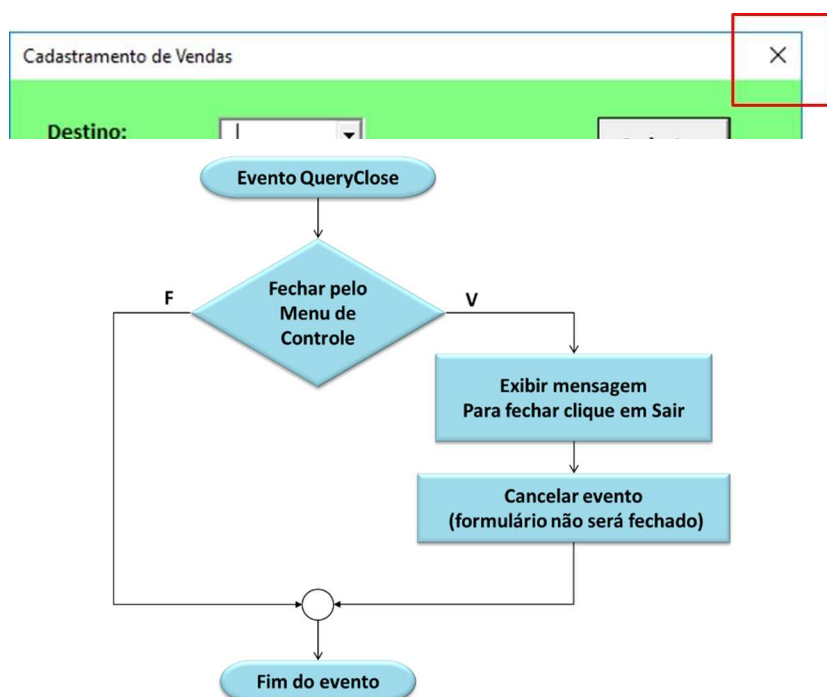 Cadastramento de Vendas
Destino:
Evento QueryClose
Fechar pelo
Menu de
Controle
F
V
Exibir mensagem
Para fechar clique em Sair
Cancelar evento
(formulário não será fechado)
Fim do evento